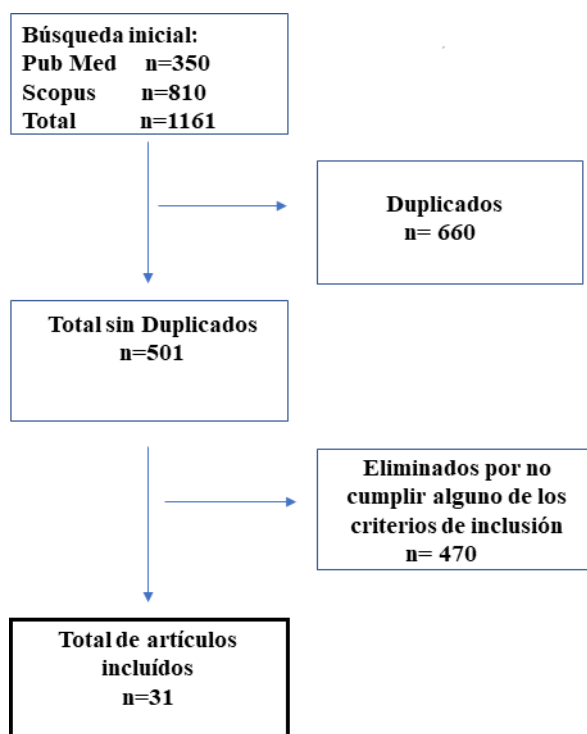 Búsqueda inicial:
Pub Med n=350
Scopus n=810
Total n=1161
Duplicados
n= 660
Total sin Duplicados
n=501
Eliminados por no
cumplir alguno de los
criterios de inclusión
n= 470
Total de artículos
incluídos
n=31